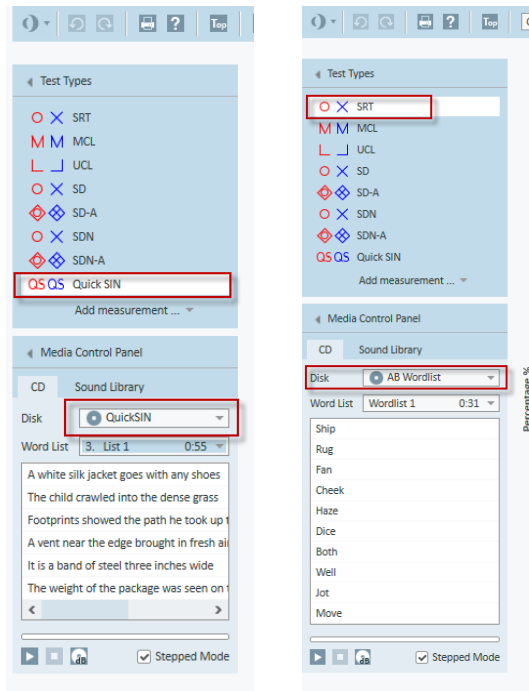 Top
Test Types
SRT
M M MCL
UCL
SD
SD-A
SDN
SDN-A
QS QS Quick SIN
Add measurement ...
Media Control Panel
CD Sound Library
Disk QuickSIN
Word List 3. List 1 0:55
A white silk jacket goes with any shoes
The child crawled into the dense grass
Footprints showed the path he took up
A vent near the edge brought in fresh
It is a band of steel three inches wide
The weight of the package was seen on
dB
Stepped Mode
Top
Test Types
SRT
M M MCL
UCL
SD
SD-A
SDN
SDN-A
QS QS Quick SIN
Add measurement ...
Media Control Panel
CD Sound Library
Disk AB Wordlist
Word List Wordlist 1 0:31
Ship
Rug
Fan
Cheek
Haze
Dice
Both
Well
Jot
Move
dB
Stepped Mode
Percentage %